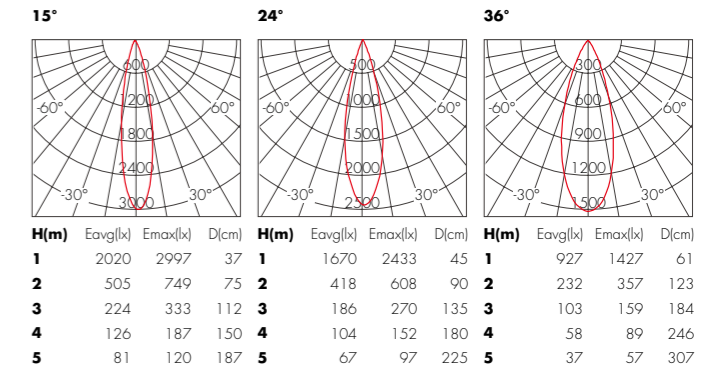 15° 24° 36°
600 500 300
1200 1000 600
-60° 60° -60° 60° -60° 60°
1800 1500 900
2400 2000 1200
-30° 30° -30° 30° -30° 30°
3000 2500 1500
H(m) Eavg(lx) Emax(lx) D(cm) H(m) Eavg(lx) Emax(lx) D(cm) H(m) Eavg(lx) Emax(lx) D(cm)
1 2020 2997 37 1 1670 2433 45 1 927 1427 61
2 505 749 75 2 418 608 90 2 232 357 123
3 224 333 112 3 186 270 135 3 103 159 184
4 126 187 150 4 104 152 180 4 58 89 246
5 81 120 187 5 67 97 225 5 37 57 307